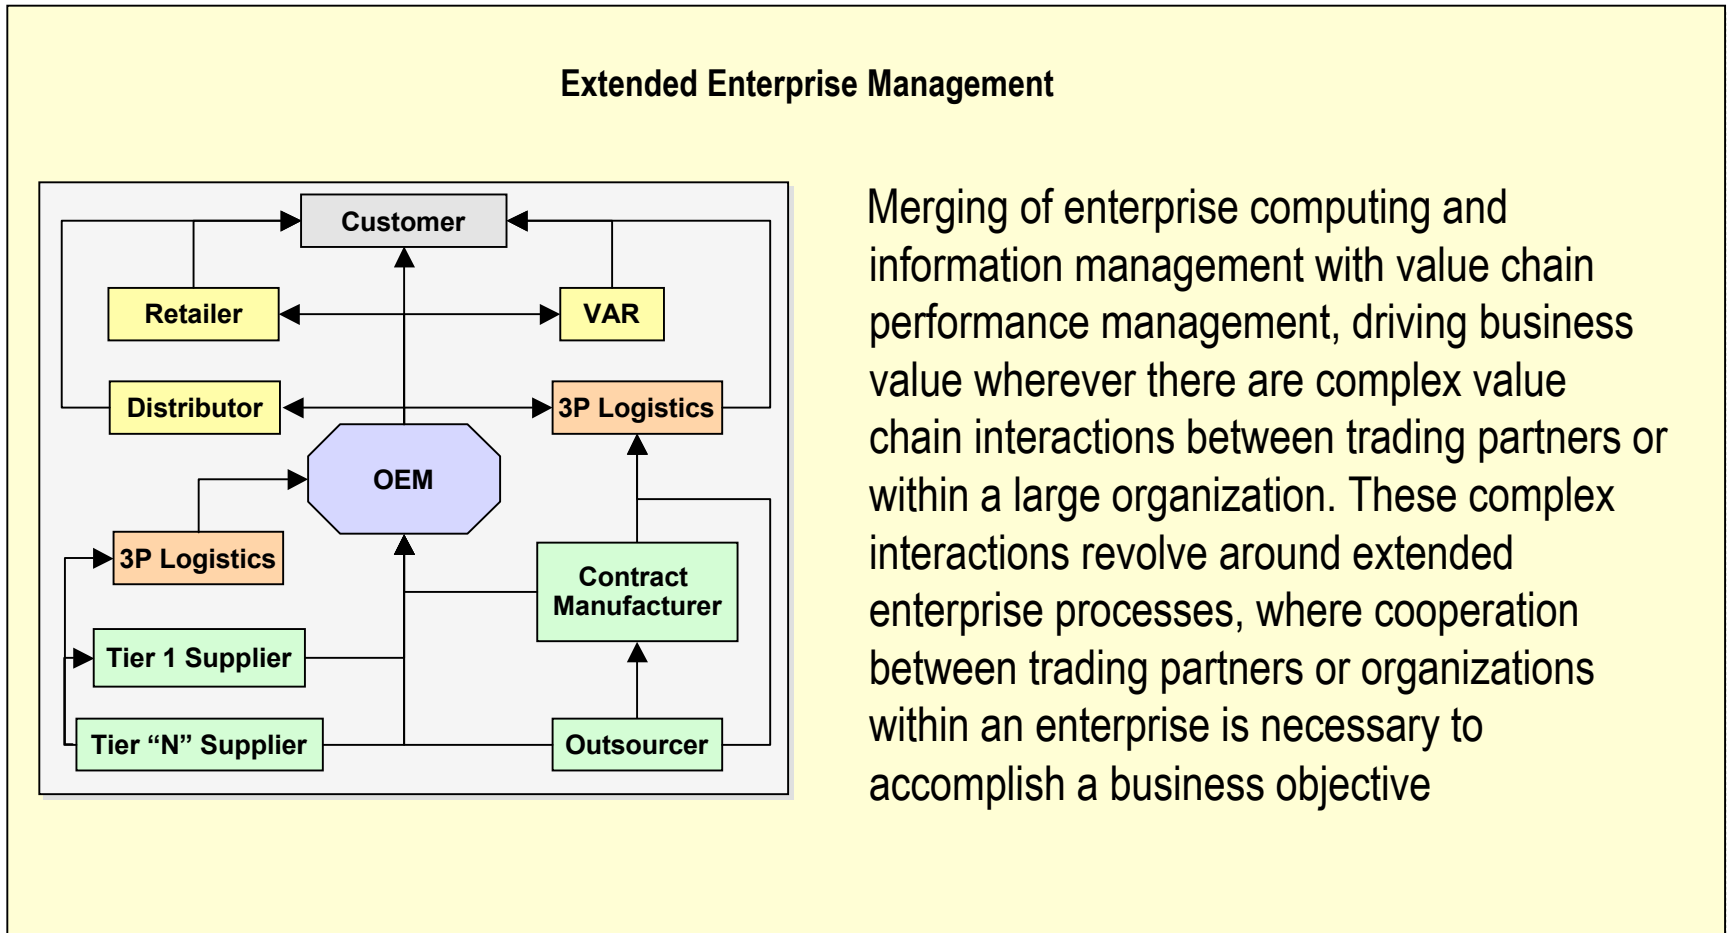 Extended Enterprise Management
Customer
Retailer
VAR
Distributor
3P Logistics
OEM
3P Logistics
Contract
Manufacturer
Tier 1 Supplier
Tier “N” Supplier
Outsourcer
Merging of enterprise computing and
information management with value chain
performance management, driving business
value wherever there are complex value
chain interactions between trading partners or
within a large organization. These complex
interactions revolve around extended
enterprise processes, where cooperation
between trading partners or organizations
within an enterprise is necessary to
accomplish a business objective